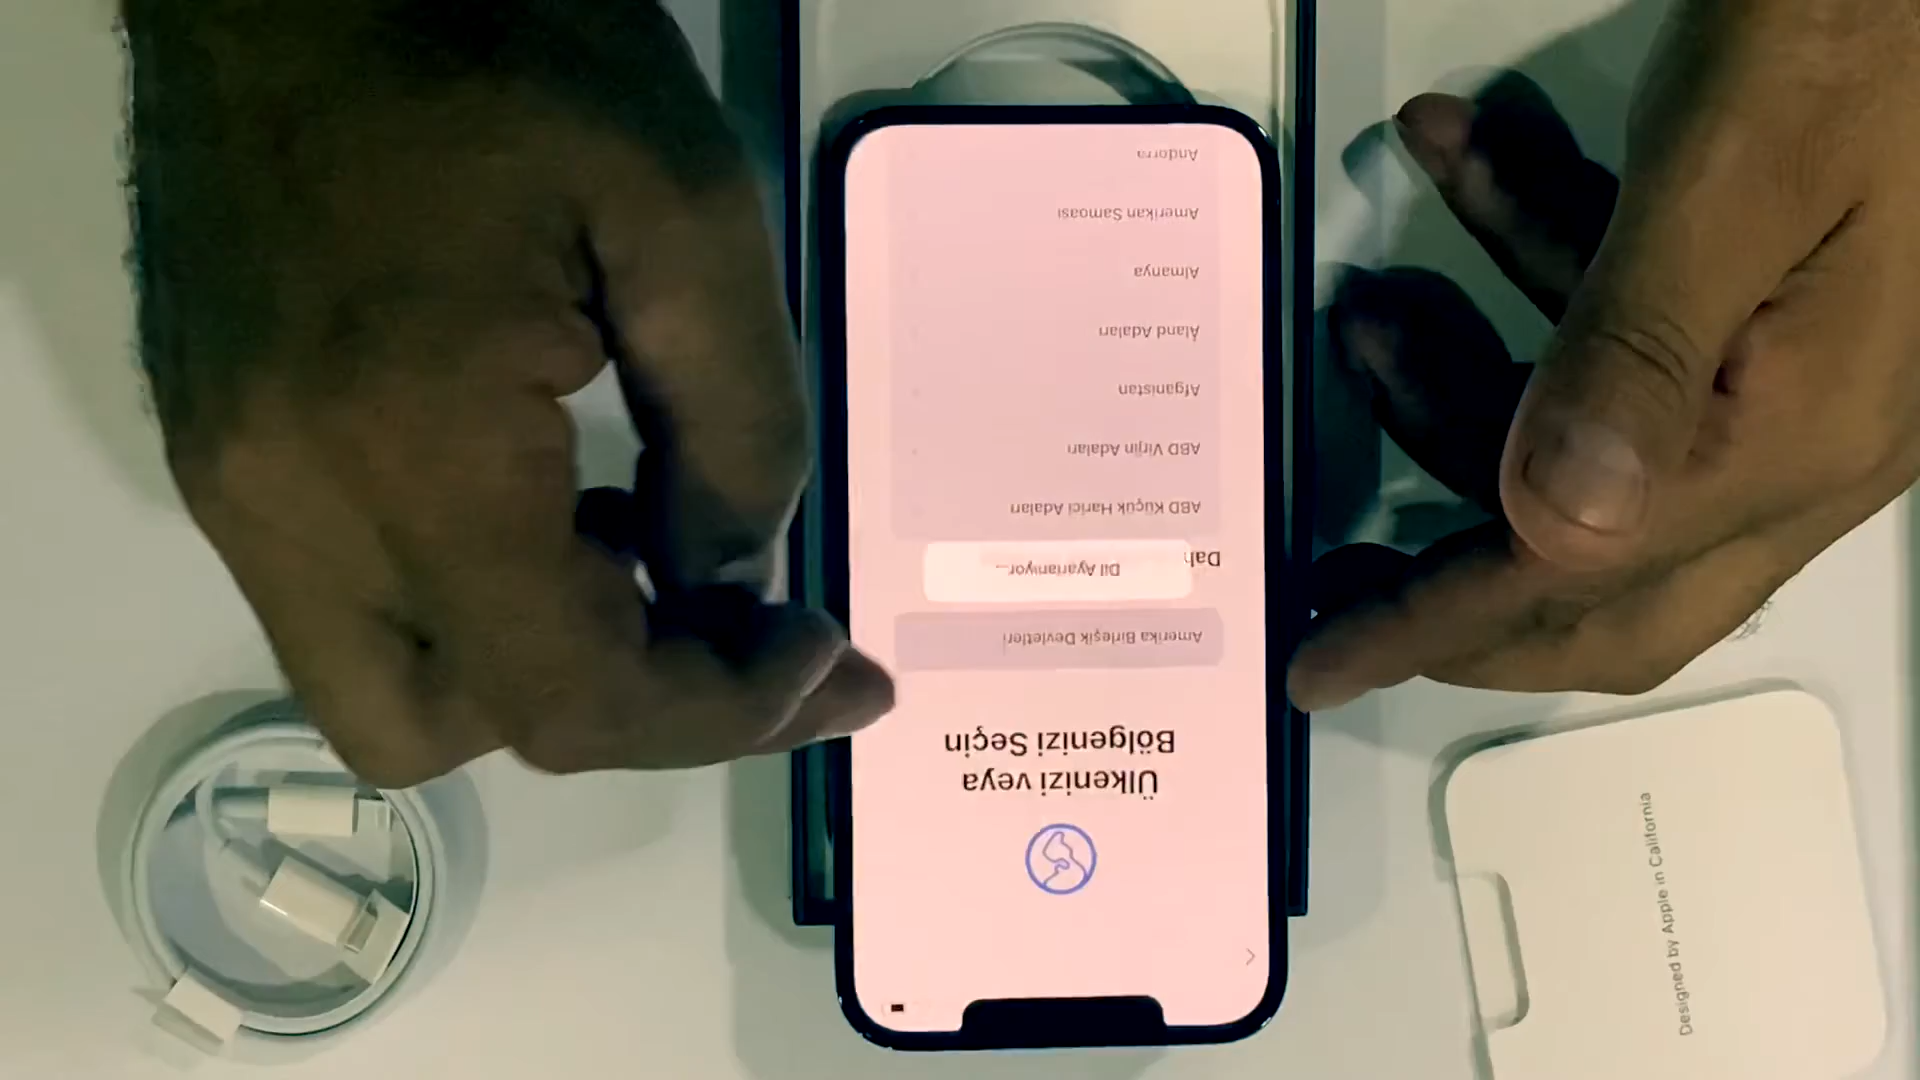 Ülkenizi veya
Bölgenizi Seçin
Amerika Birleşik Devletleri
Dil Ayarlanıyor...
Dah
ABD Küçük Harici Adaları
ABD Virjin Adaları
Afganistan
Åland Adaları
Almanya
Amerikan Samoası
Andorra
Designed by Apple in California